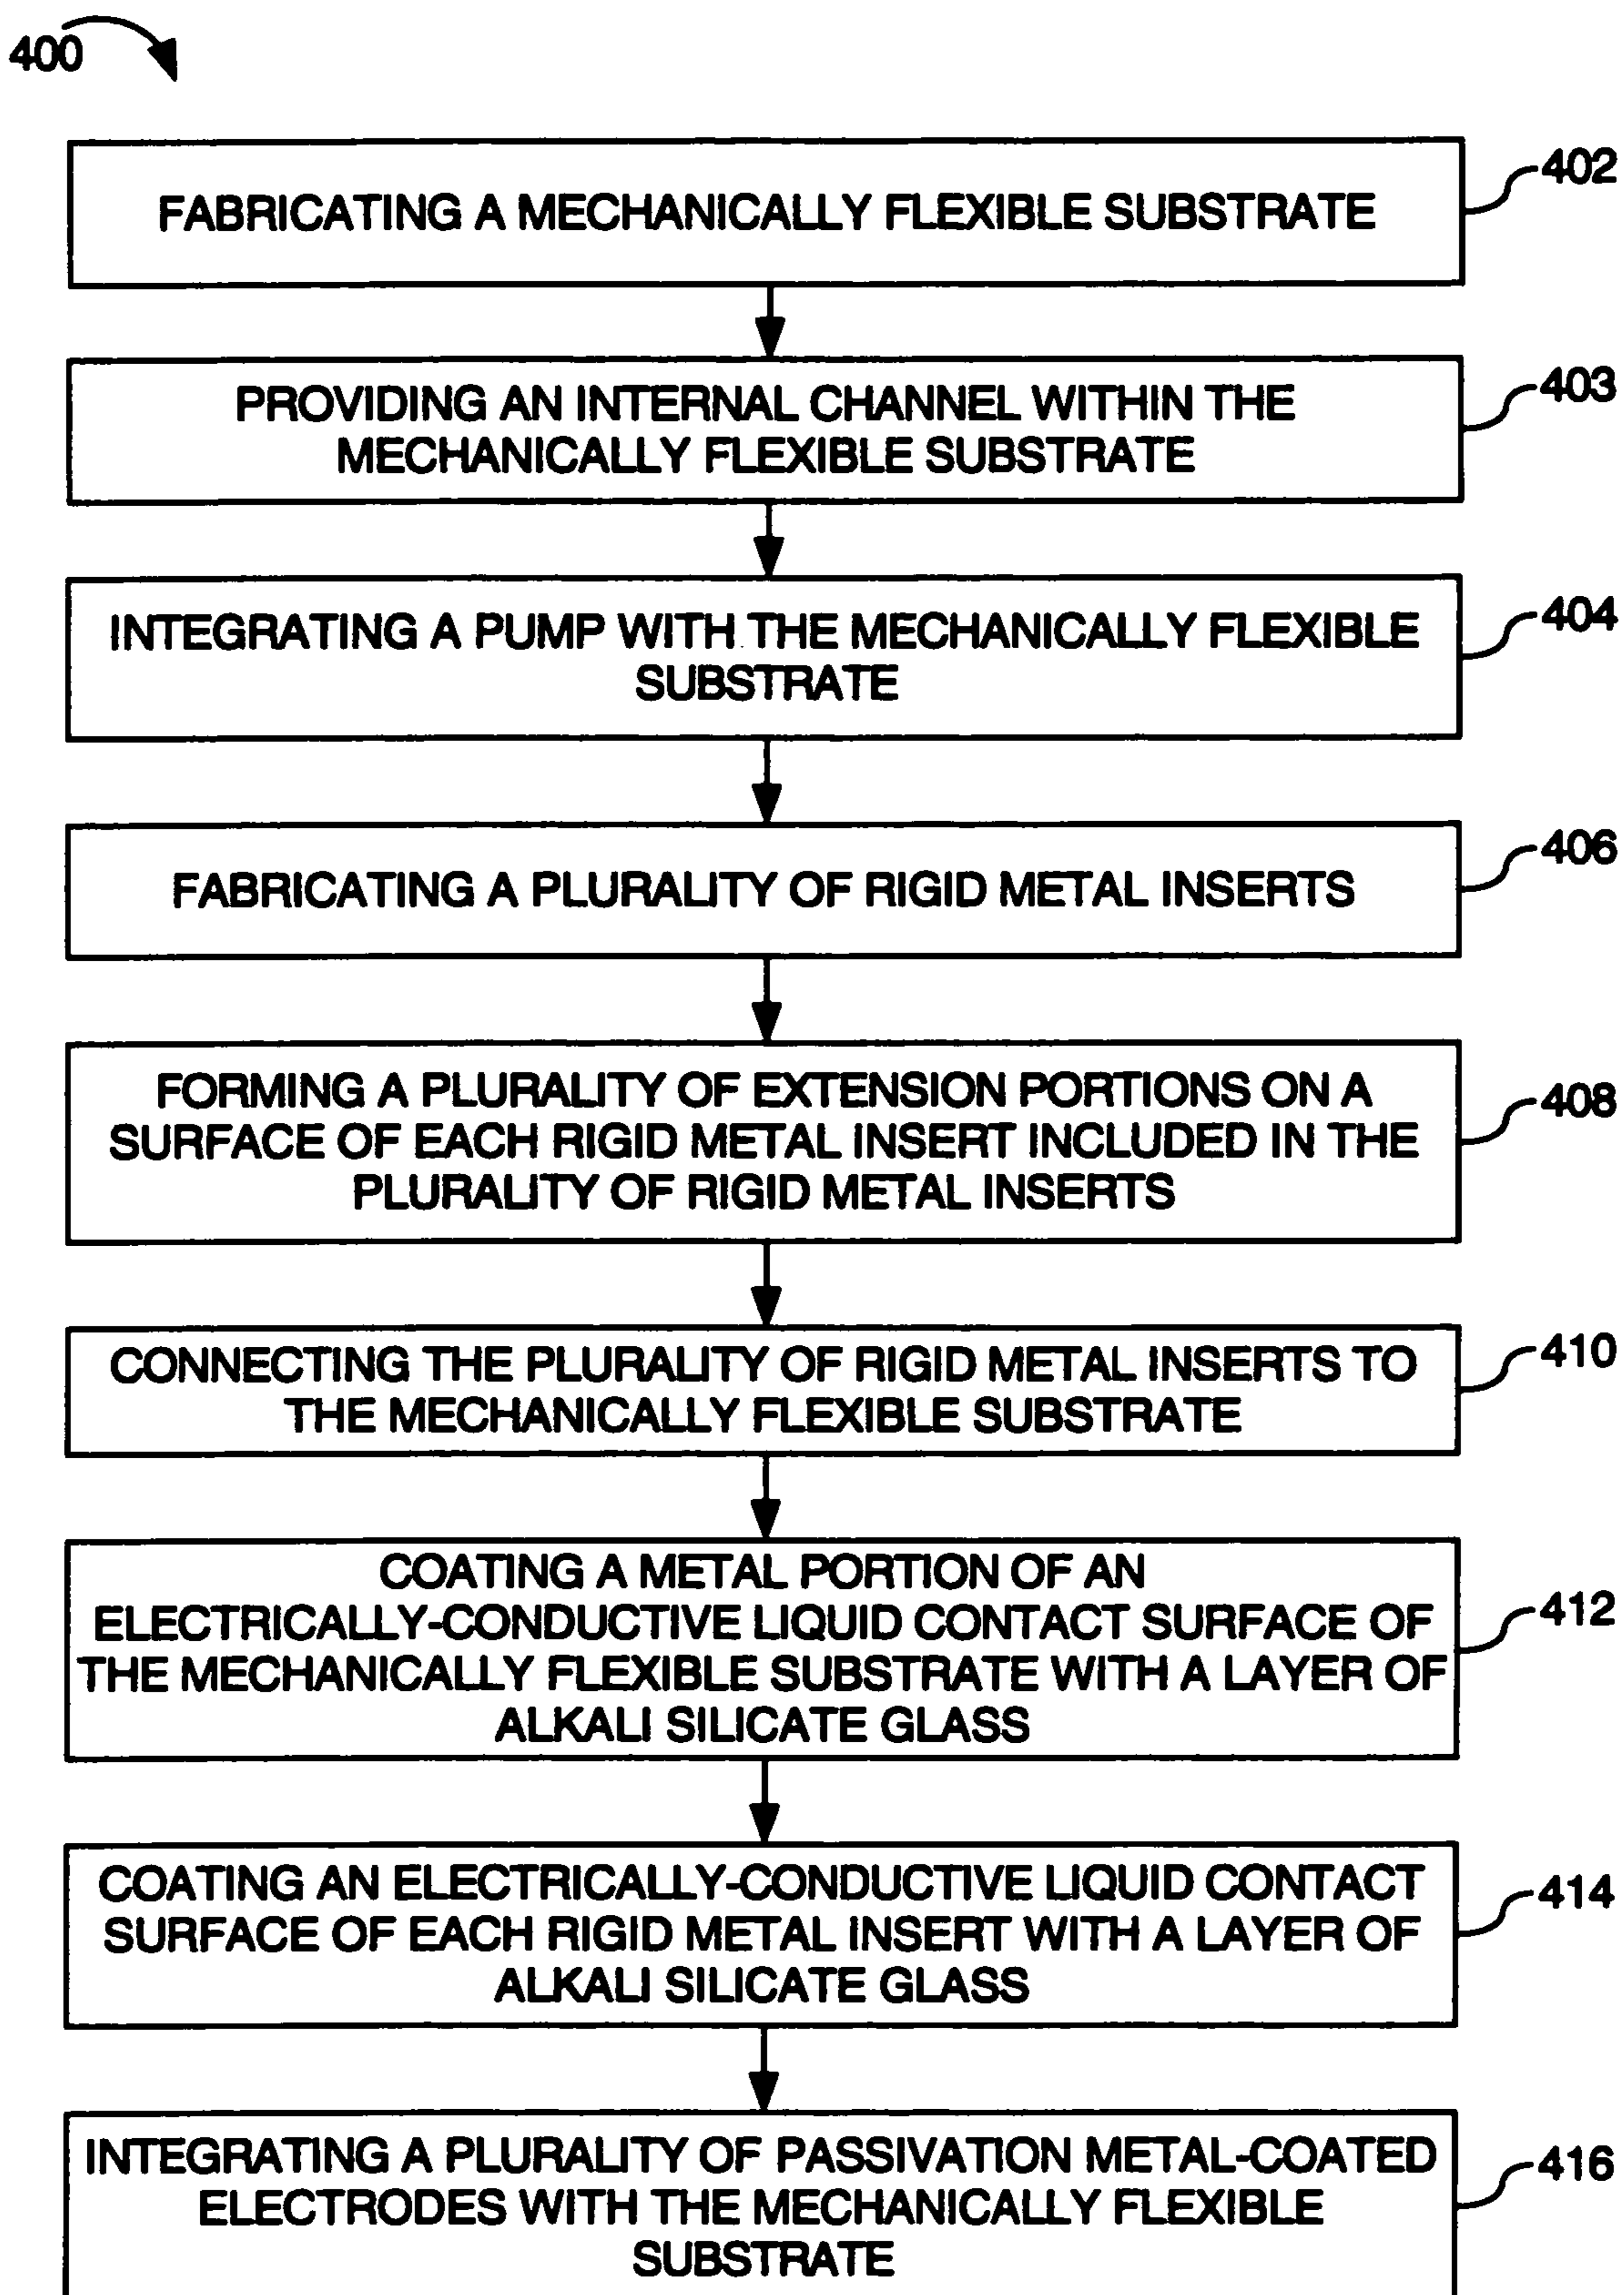 400
FABRICATING A MECHANICALLY FLEXIBLE SUBSTRATE
402
PROVIDING AN INTERNAL CHANNEL WITHIN THE
MECHANICALLY FLEXIBLE SUBSTRATE
403
INTEGRATING A PUMP WITH THE MECHANICALLY FLEXIBLE
SUBSTRATE
404
FABRICATING A PLURALITY OF RIGID METAL INSERTS
406
FORMING A PLURALITY OF EXTENSION PORTIONS ON A
SURFACE OF EACH RIGID METAL INSERT INCLUDED IN THE
PLURALITY OF RIGID METAL INSERTS
408
CONNECTING THE PLURALITY OF RIGID METAL INSERTS TO
THE MECHANICALLY FLEXIBLE SUBSTRATE
410
COATING A METAL PORTION OF AN
ELECTRICALLY-CONDUCTIVE LIQUID CONTACT SURFACE OF
THE MECHANICALLY FLEXIBLE SUBSTRATE WITH A LAYER OF
ALKALI SILICATE GLASS
412
COATING AN ELECTRICALLY-CONDUCTIVE LIQUID CONTACT
SURFACE OF EACH RIGID METAL INSERT WITH A LAYER OF
ALKALI SILICATE GLASS
414
INTEGRATING A PLURALITY OF PASSIVATION METAL-COATED
ELECTRODES WITH THE MECHANICALLY FLEXIBLE
SUBSTRATE
416